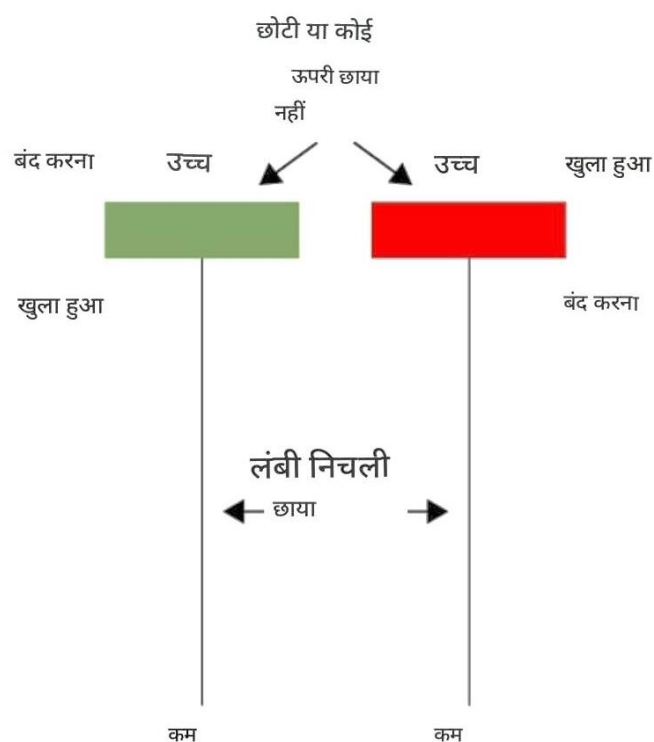 छोटी या कोई
ऊपरी छाया
नहीं
बंद करना उच्च उच्च खुला हुआ
खुला हुआ बंद करना
लंबी निचली
छाया
कम कम